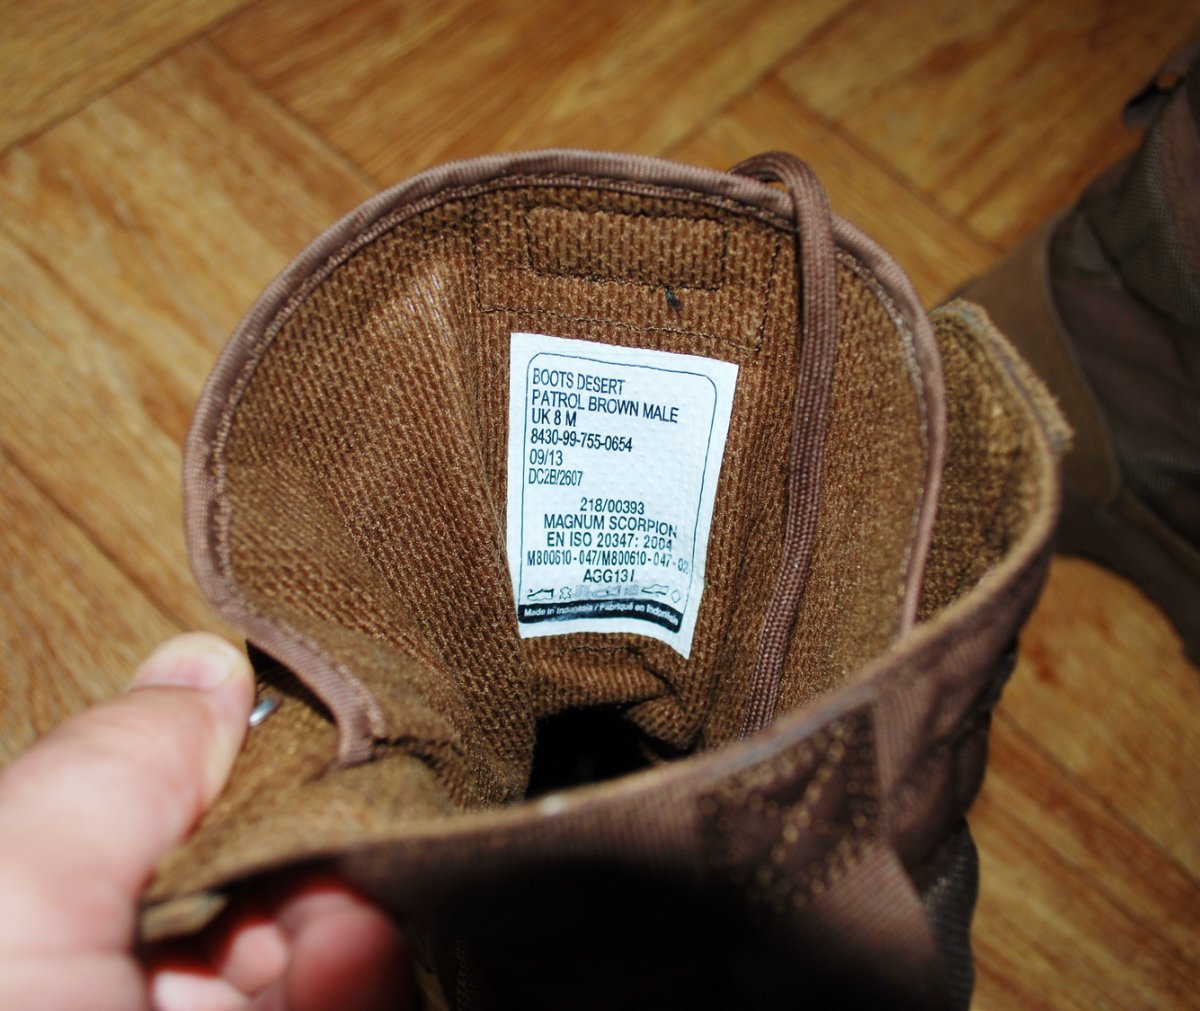 BOOTS DESERT
PATROL BROWN MALE
UK 8 M
8430-99-755-0654
09/13
DC2B/2607
218/00393
MAGNUM SCORPION
EN ISO 20347: 2004
M800610-047/M800610-047-02
AGG13I
Made in Indonesia / Fabriqué en Indonésie